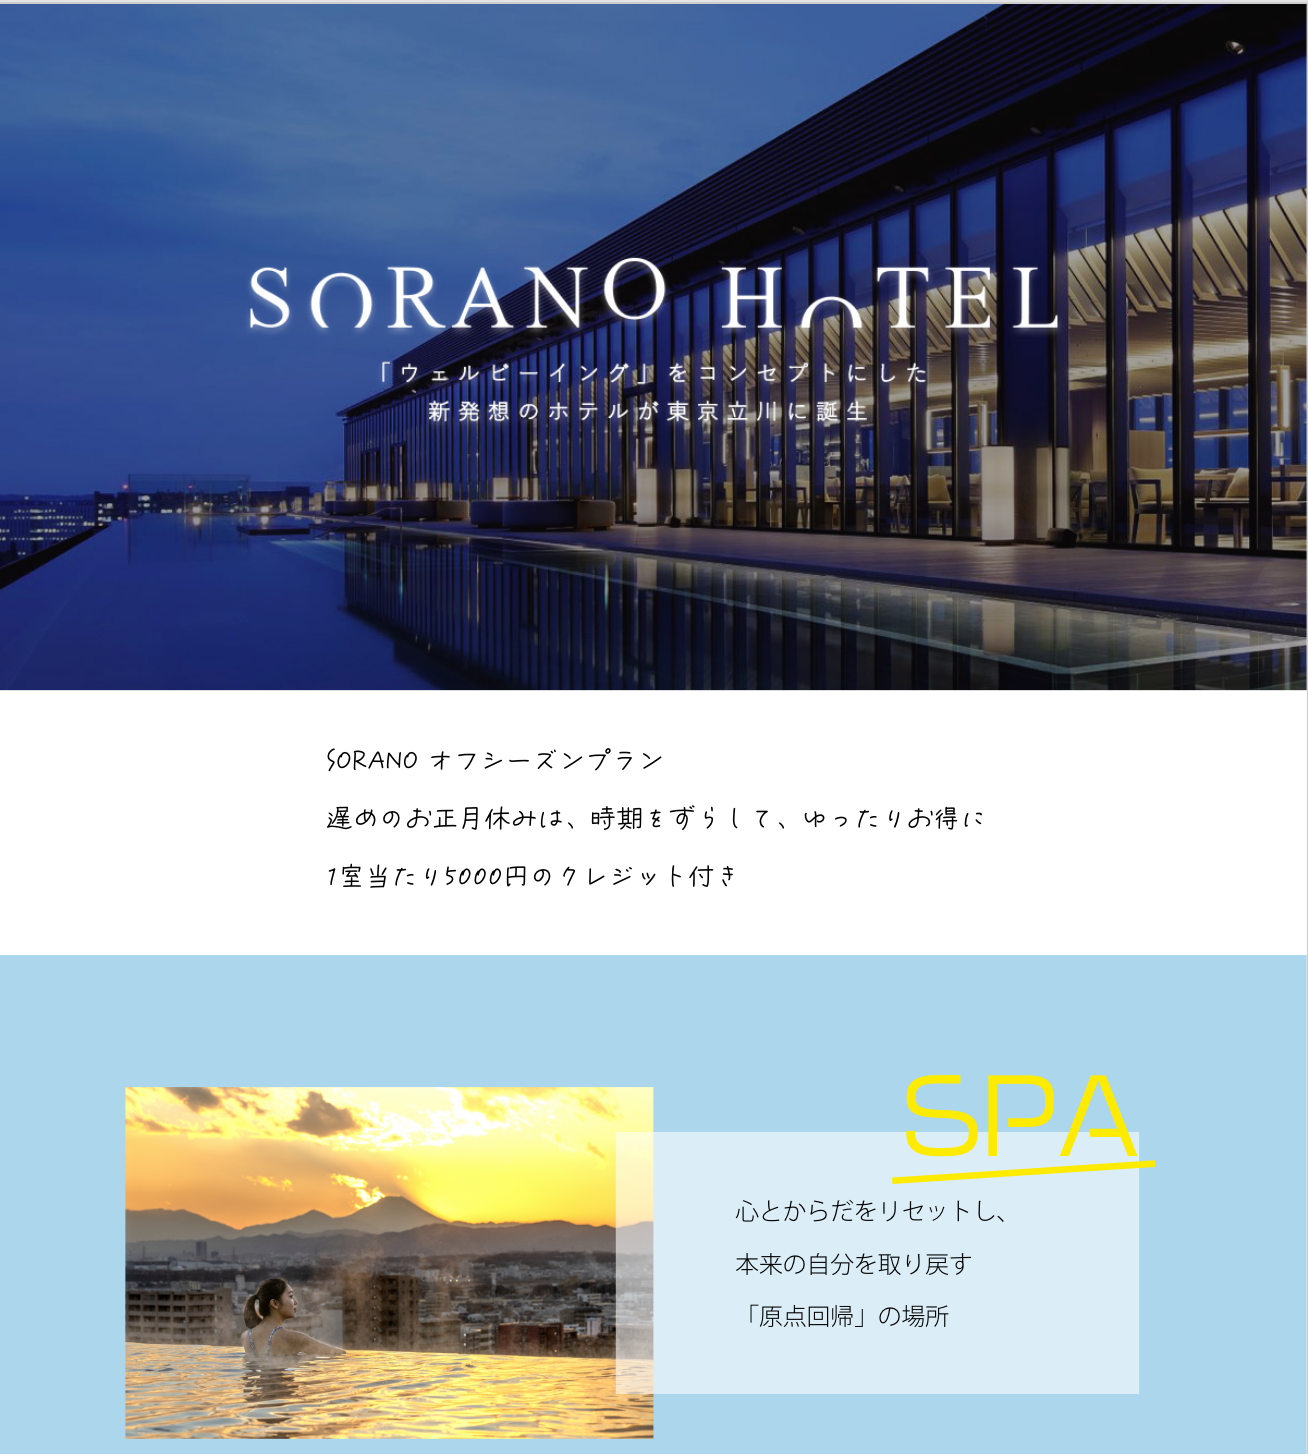 SORANO HOTEL
「ウェルビーイング」をコンセプトにした
新発想のホテルが東京立川に誕生
SORANO オフシーズンプラン
遅めのお正月休みは、時期をずらして、ゆったりお得に
1室当たり5000円のクレジット付き
SPA
心とからだをリセットし、
本来の自分を取り戻す
「原点回帰」の場所